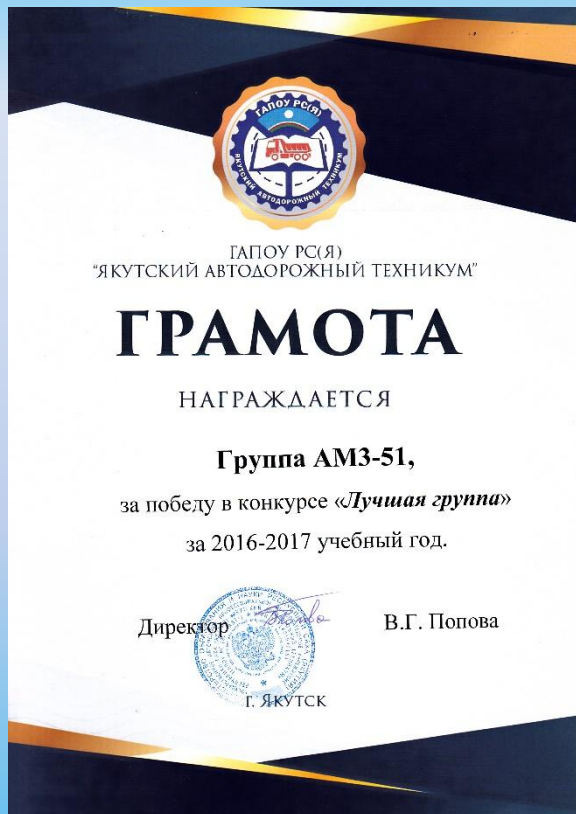 ГАПОУ РС(Я)
ЯКУТСКИЙ АВТОДОРОЖНЫЙ ТЕХНИКУМ
ГАПОУ РС(Я)
"ЯКУТСКИЙ АВТОДОРОЖНЫЙ ТЕХНИКУМ"
ГРАМОТА
НАГРАЖДАЕТСЯ
Группа АМЗ-51,
за победу в конкурсе «Лучшая группа»
за 2016-2017 учебный год.
Директор В.Г. Попова
Г. ЯКУТСК